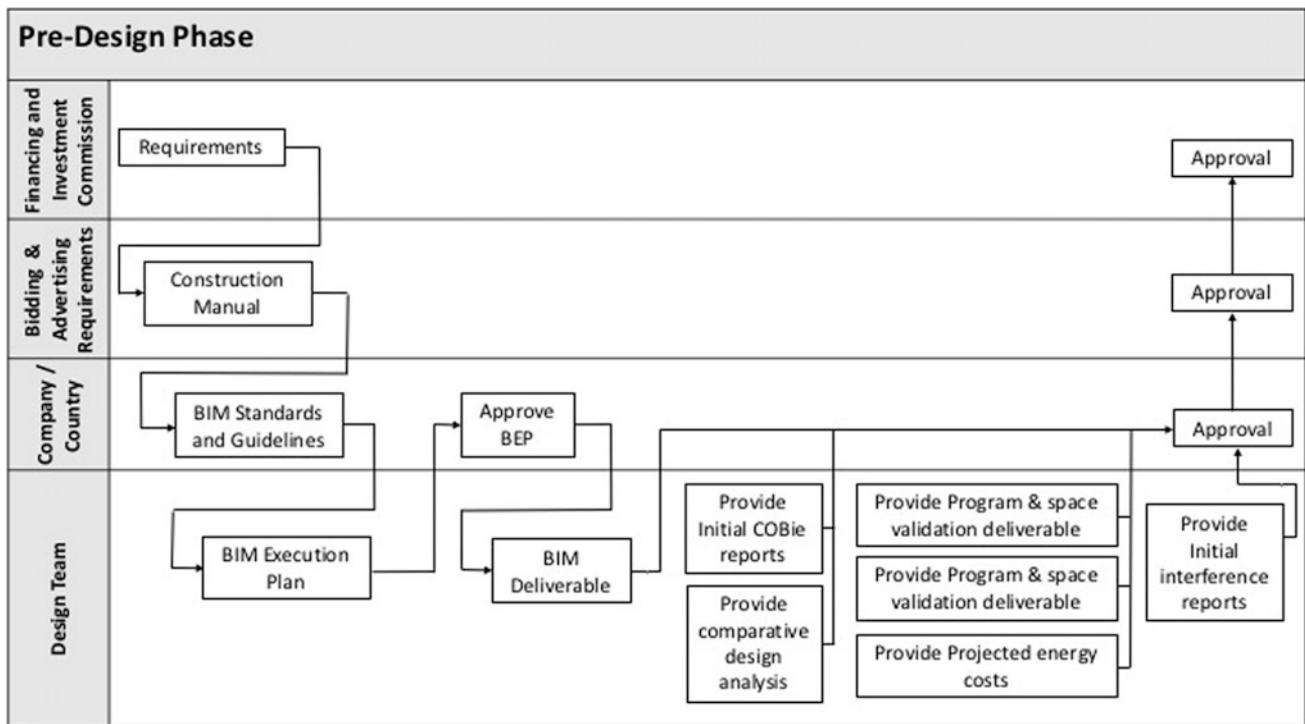 Pre-Design Phase
Financing and
Investment
Commission
Requirements
Approval
Bidding &
Advertising
Requirements
Construction
Manual
Approval
Company /
Country
BIM Standards
and Guidelines
Approve
BEP
Approval
Design Team
BIM Execution
Plan
BIM
Deliverable
Provide
Initial COBie
reports
Provide
comparative
design
analysis
Provide Program & space
validation deliverable
Provide Program & space
validation deliverable
Provide Projected energy
costs
Provide
Initial
interference
reports